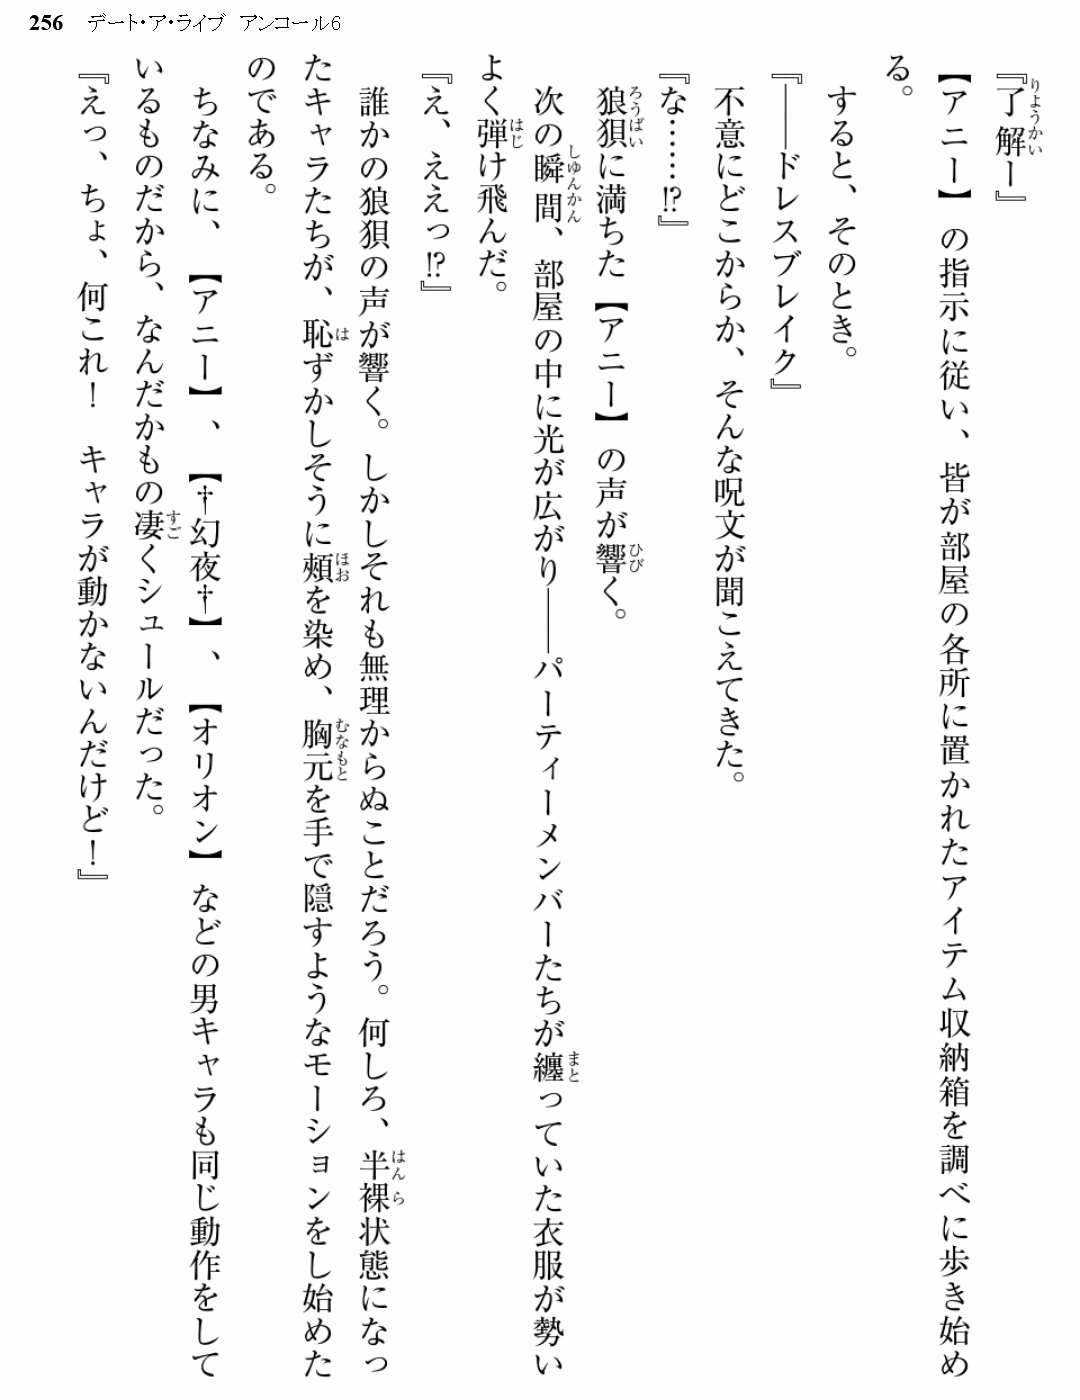 256 デート・ア・ライブ アンコール6
『了解ー』
【アニー】の指示に従い、皆が部屋の各所に置かれたアイテム収納箱を調べに歩き始め
る。
すると、そのとき。
『――ドレスブレイク』
不意にどこからか、そんな呪文が聞こえてきた。
『な……!?』
狼狽に満ちた【アニー】の声が響く。
次の瞬間、部屋の中に光が広がり――パーティーメンバーたちが纏っていた衣服が勢い
よく弾け飛んだ。
『え、ええっ!?』
誰かの狼狽の声が響く。しかしそれも無理からぬことだろう。何しろ、半裸状態になっ
たキャラたちが、恥ずかしそうに頬を染め、胸元を手で隠すようなモーションをし始めた
のである。
ちなみに、【アニー】、【†幻夜†】、【オリオン】などの男キャラも同じ動作をして
いるものだから、なんだかもの凄くシュールだった。
『えっ、ちょ、何これ！　キャラが動かないんだけど！』